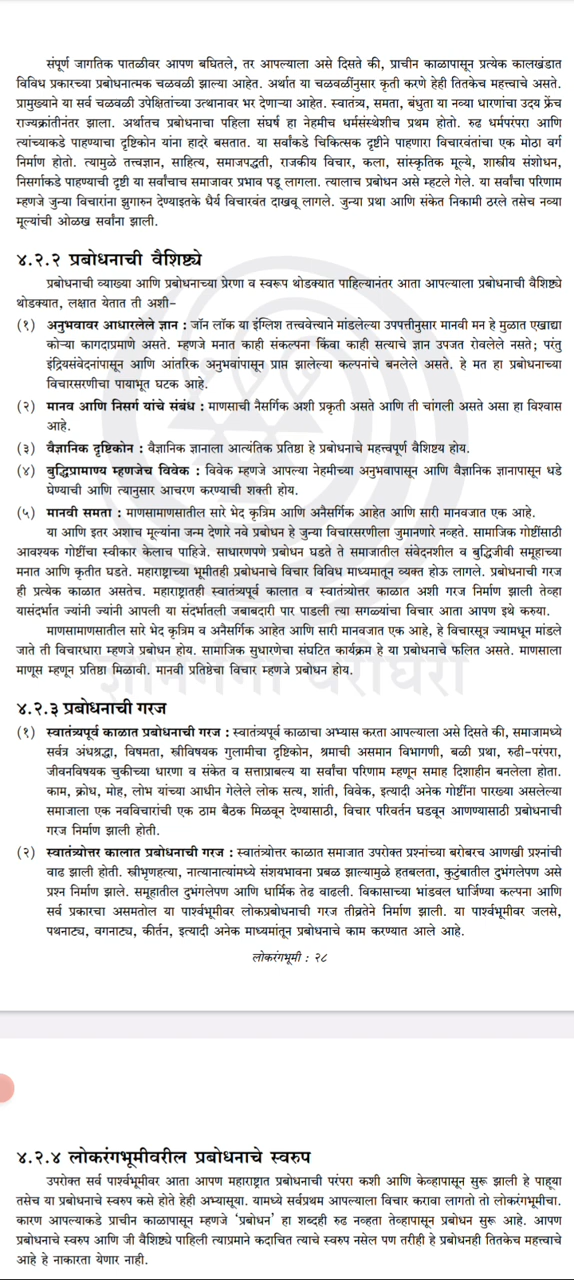 संपूर्ण जागतिक पातळीवर आपण बघितले, तर आपल्याला असे दिसते की, प्राचीन काळापासून प्रत्येक कालखंडात
विविध प्रकारच्या प्रबोधनात्मक चळवळी झाल्या आहेत. अर्थात या चळवळींनुसार कृती करणे हेही तितकेच महत्त्वाचे असते.
प्रामुख्याने या सर्व चळवळी उपेक्षितांच्या उत्थानावर भर देणाऱ्या आहेत. स्वातंत्र्य, समता, बंधुता या नव्या धारणांचा उदय फ्रेंच
राज्यक्रांतीनंतर झाला. अर्थातच प्रबोधनाचा पहिला संघर्ष हा नेहमीच धर्मसंस्थेशीच प्रथम होतो. रुढ धर्मपरंपरा आणि
त्यांच्याकडे पाहण्याचा दृष्टिकोन यांना हादरे बसतात. या सर्वांकडे चिकित्सक दृष्टीने पाहणारा विचारवंतांचा एक मोठा वर्ग
निर्माण होतो. त्यामुळे तत्त्वज्ञान, साहित्य, समाजपद्धती, राजकीय विचार, कला, सांस्कृतिक मूल्ये, शास्त्रीय संशोधन,
निसर्गाकडे पाहण्याची दृष्टी या सर्वांचाच समाजावर प्रभाव पडू लागला. त्यालाच प्रबोधन असे म्हटले गेले. या सर्वांचा परिणाम
म्हणजे जुन्या विचारांना झुगारुन देण्याइतके धैर्य विचारवंत दाखवू लागले. जुन्या प्रथा आणि संकेत निकामी ठरले तसेच नव्या
मूल्यांची ओळख सर्वांना झाली.
४.२.२ प्रबोधनाची वैशिष्ट्ये
प्रबोधनाची व्याख्या आणि प्रबोधनाच्या प्रेरणा व स्वरूप थोडक्यात पाहिल्यानंतर आता आपल्याला प्रबोधनाची वैशिष्टये
थोडक्यात, लक्षात येतात ती अशी–
(१) अनुभवावर आधारलेले ज्ञान : जॉन लॉक या इंग्लिश तत्त्ववेत्त्याने मांडलेल्या उपपत्तीनुसार मानवी मन हे मुळात एखाद्या
कोऱ्या कागदाप्रमाणे असते. म्हणजे मनात काही संकल्पना किंवा काही सत्याचे ज्ञान उपजत रोवलेले नसते; परंतु
इंद्रियसंवेदनांपासून आणि आंतरिक अनुभवांपासून प्राप्त झालेल्या कल्पनांचे बनलेले असते. हे मत हा प्रबोधनाच्या
विचारसरणीचा पायाभूत घटक आहे.
(२) मानव आणि निसर्ग यांचे संबंध : माणसाची नैसर्गिक अशी प्रकृती असते आणि ती चांगली असते असा हा विश्वास
आहे.
(३) वैज्ञानिक दृष्टिकोन : वैज्ञानिक ज्ञानाला आत्यंतिक प्रतिष्ठा हे प्रबोधनाचे महत्त्वपूर्ण वैशिष्टय होय.
(४) बुद्धिप्रामाण्य म्हणजेच विवेक : विवेक म्हणजे आपल्या नेहमीच्या अनुभवापासून आणि वैज्ञानिक ज्ञानापासून धडे
घेण्याची आणि त्यानुसार आचरण करण्याची शक्ती होय.
(५) मानवी समता : माणसामाणसातील सारे भेद कृत्रिम आणि अनैसर्गिक आहेत आणि सारी मानवजात एक आहे.
या आणि इतर अशाच मूल्यांना जन्म देणारे नवे प्रबोधन हे जुन्या विचारसरणीला जुमानणारे नव्हते. सामाजिक गोष्टींसाठी
आवश्यक गोष्टींचा स्वीकार केलाच पाहिजे. साधारणपणे प्रबोधन घडते ते समाजातील संवेदनशील व बुद्धिजीवी समूहाच्या
मनात आणि कृतीत घडते. महाराष्ट्राच्या भूमीतही प्रबोधनाचे विचार विविध माध्यमातून व्यक्त होऊ लागले. प्रबोधनाची गरज
ही प्रत्येक काळात असतेच. महाराष्ट्रातही स्वातंत्र्यपूर्व कालात व स्वातंत्र्योत्तर काळात अशी गरज निर्माण झाली तेव्हा
यासंदर्भात ज्यांनी ज्यांनी आपली या संदर्भातली जबाबदारी पार पाडली त्या सगळ्यांचा विचार आता आपण इथे करुया.
माणसामाणसातील सारे भेद कृत्रिम व अनैसर्गिक आहेत आणि सारी मानवजात एक आहे, हे विचारसूत्र ज्यामधून मांडले
जाते ती विचारधारा म्हणजे प्रबोधन होय. सामाजिक सुधारणेचा संघटित कार्यक्रम हे या प्रबोधनाचे फलित असते. माणसाला
माणूस म्हणून प्रतिष्ठा मिळावी. मानवी प्रतिष्ठेचा विचार म्हणजे प्रबोधन होय.
ज्ञानगंगा घरोघरी
४.२.३ प्रबोधनाची गरज
(१) स्वातंत्र्यपूर्व काळात प्रबोधनाची गरज : स्वातंत्र्यपूर्व काळाचा अभ्यास करता आपल्याला असे दिसते की, समाजामध्ये
सर्वत्र अंधश्रद्धा, विषमता, स्त्रीविषयक गुलामीचा दृष्टिकोन, श्रमाची असमान विभागणी, बळी प्रथा, रुढी-परंपरा,
जीवनविषयक चुकीच्या धारणा व संकेत व सत्ताप्राबल्य या सर्वांचा परिणाम म्हणून समाह दिशाहीन बनलेला होता.
काम, क्रोध, मोह, लोभ यांच्या आधीन गेलेले लोक सत्य, शांती, विवेक, इत्यादी अनेक गोष्टींना पारख्या असलेल्या
समाजाला एक नवविचारांची एक ठाम बैठक मिळवून देण्यासाठी, विचार परिवर्तन घडवून आणण्यासाठी प्रबोधनाची
गरज निर्माण झाली होती.
(२) स्वातंत्र्योत्तर कालात प्रबोधनाची गरज : स्वातंत्र्योत्तर काळात समाजात उपरोक्त प्रश्नांच्या बरोबरच आणखी प्रश्नांची
वाढ झाली होती. स्त्रीभृणहत्या, नात्यानात्यांमध्ये संशयभावना प्रबळ झाल्यामुळे हतबलता, कुटुंबातील दुभंगलेपण असे
प्रश्न निर्माण झाले. समूहातील दुभंगलेपण आणि धार्मिक तेढ वाढली. विकासाच्या भांडवल धार्जिण्या कल्पना आणि
सर्व प्रकारचा असमतोल या पार्श्वभूमीवर लोकप्रबोधनाची गरज तीव्रतेने निर्माण झाली. या पार्श्वभूमीवर जलसे,
पथनाट्य, वगनाट्य, कीर्तन, इत्यादी अनेक माध्यमांतून प्रबोधनाचे काम करण्यात आले आहे.
लोकरंगभूमी : २८
४.२.४ लोकरंगभूमीवरील प्रबोधनाचे स्वरुप
उपरोक्त सर्व पार्श्वभूमीवर आता आपण महाराष्ट्रात प्रबोधनाची परंपरा कशी आणि केव्हापासून सुरू झाली हे पाहूया
तसेच या प्रबोधनाचे स्वरुप कसे होते हेही अभ्यासूया. यामध्ये सर्वप्रथम आपल्याला विचार करावा लागतो तो लोकरंगभूमीचा.
कारण आपल्याकडे प्राचीन काळापासून म्हणजे ‘प्रबोधन’ हा शब्दही रुढ नव्हता तेव्हापासून प्रबोधन सुरू आहे. आपण
प्रबोधनाचे स्वरुप आणि जी वैशिष्टये पाहिली त्याप्रमाने कदाचित त्याचे स्वरुप नसेल पण तरीही हे प्रबोधनही तितकेच महत्त्वाचे
आहे हे नाकारता येणार नाही.